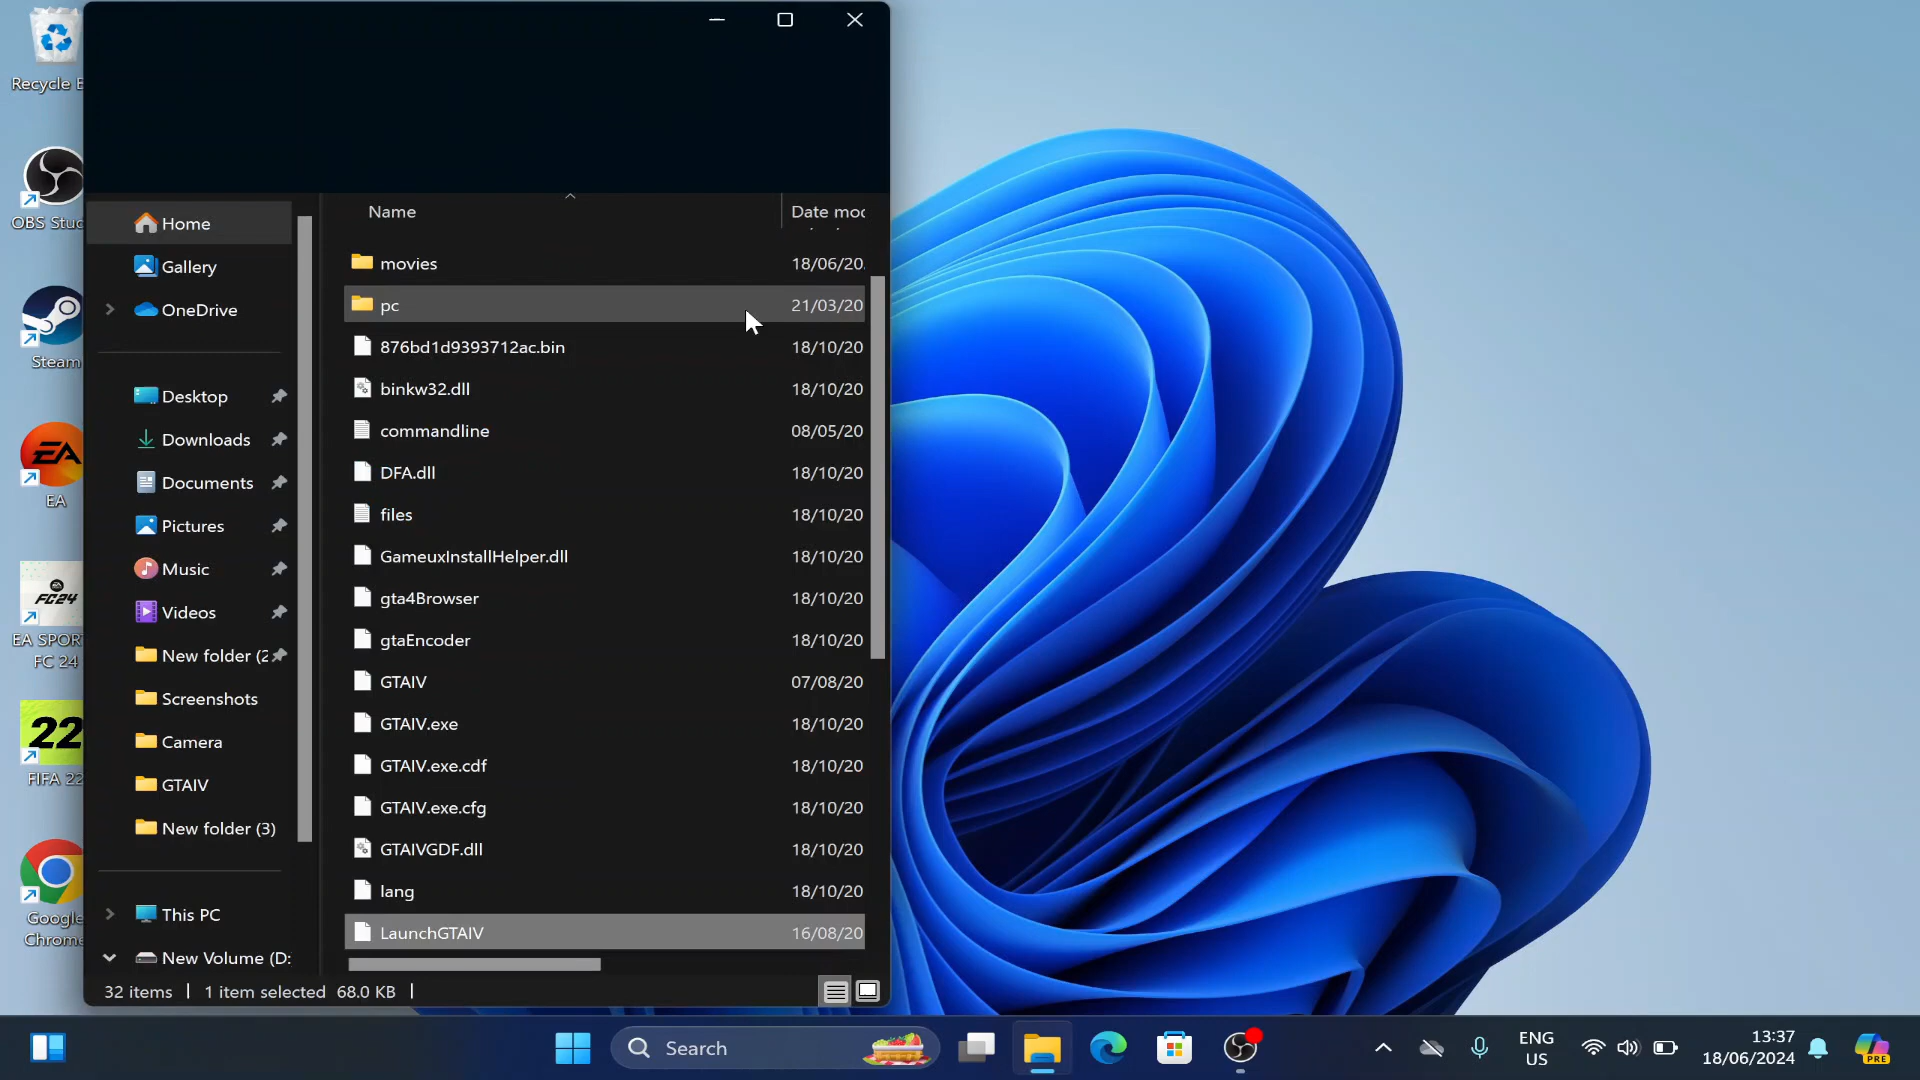 Recycle B
OBS Stud
Steam
EA
EA
FC24
EA SPOR
FC 24
22
FIFA 22
Google
Chrome
Home
Gallery
OneDrive
Desktop
Downloads
Documents
Pictures
Music
Videos
New folder (2
Screenshots
Camera
GTAIV
New folder (3)
This PC
New Volume (D:
Name
Date mod
movies 18/06/20
pc 21/03/20
876bd1d9393712ac.bin 18/10/20
binkw32.dll 18/10/20
commandline 08/05/20
DFA.dll 18/10/20
files 18/10/20
GameuxInstallHelper.dll 18/10/20
gta4Browser 18/10/20
gtaEncoder 18/10/20
GTAIV 07/08/20
GTAIV.exe 18/10/20
GTAIV.exe.cdf 18/10/20
GTAIV.exe.cfg 18/10/20
GTAIVGDF.dll 18/10/20
lang 18/10/20
LaunchGTAIV 16/08/20
32 items | 1 item selected 68.0 KB |
Search
ENG
US
13:37
18/06/2024
PRE